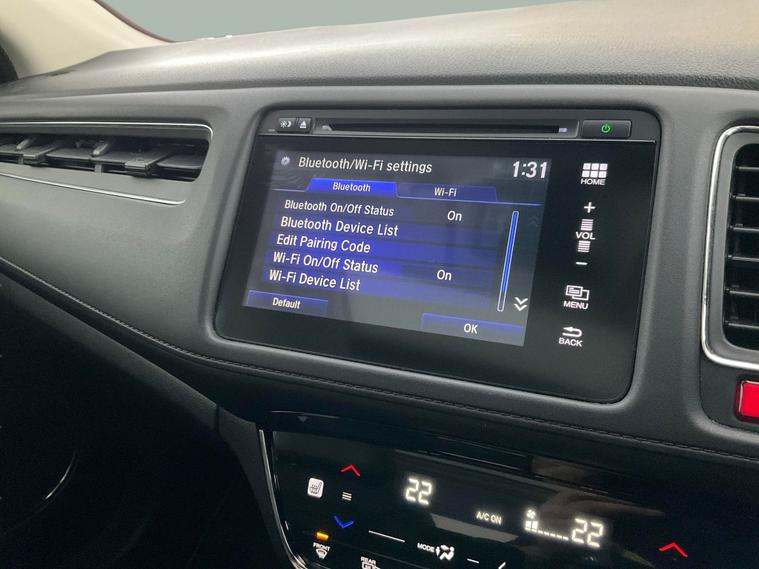 Bluetooth/Wi-Fi settings
1:31
Bluetooth
Wi-Fi
Bluetooth On/Off Status On
Bluetooth Device List
Edit Pairing Code
Wi-Fi On/Off Status On
Wi-Fi Device List
Default
OK
HOME
+
VOL
−
MENU
BACK
22
A/C ON
22
FRONT
REAR
MODE